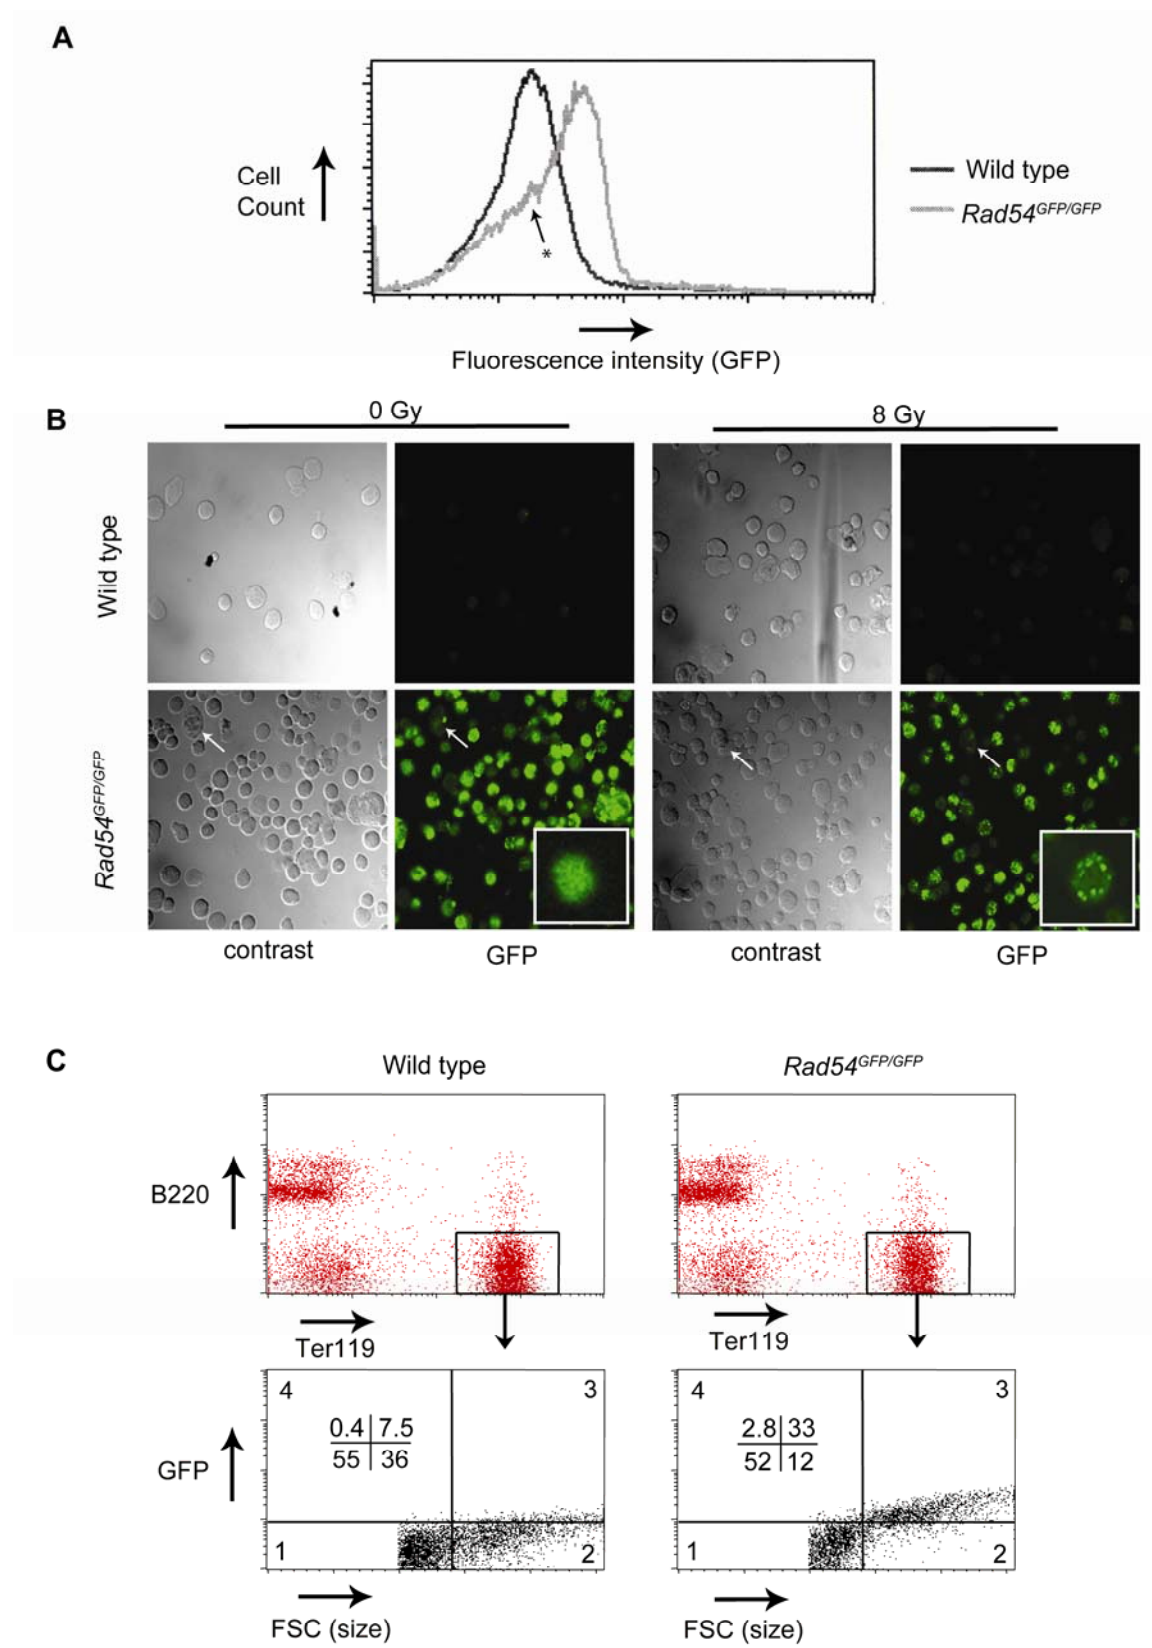 A
Cell
Count
*
Wild type
Rad54GFP/GFP
Fluorescence intensity (GFP)
B
0 Gy
8 Gy
Wild type
Rad54GFP/GFP
contrast
GFP
contrast
GFP
C
Wild type
Rad54GFP/GFP
B220
Ter119
Ter119
4
3
0.4 7.5
55 36
1
2
4
3
2.8 33
52 12
1
2
GFP
FSC (size)
FSC (size)